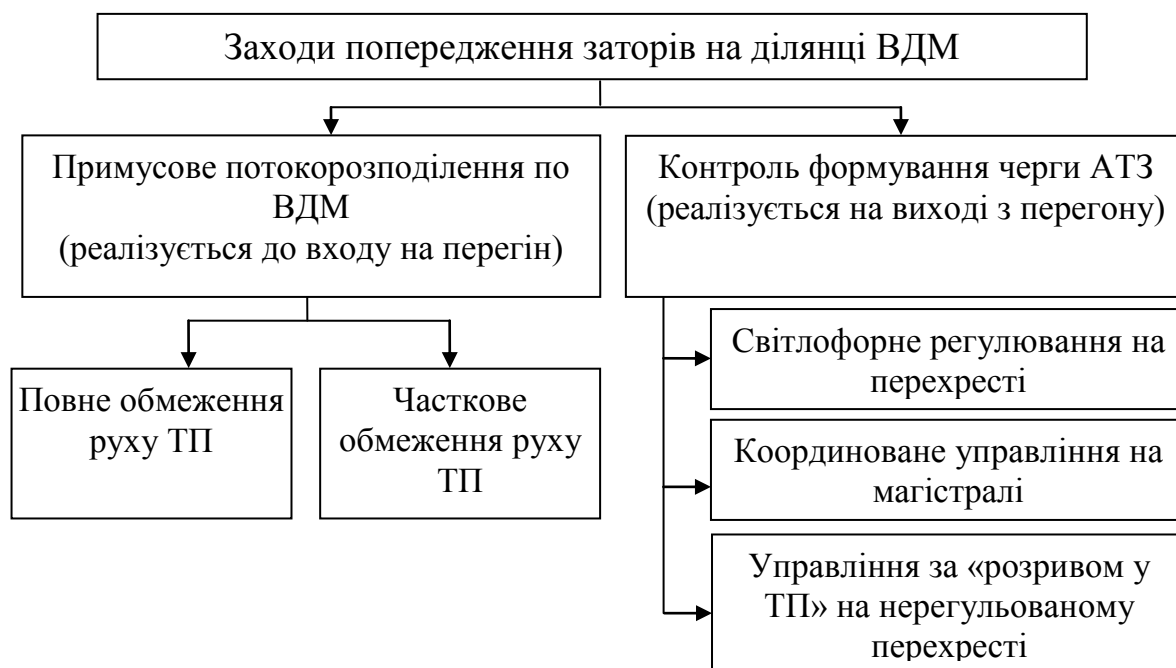 Заходи попередження заторів на ділянці ВДМ
Примусове потокорозподілення по
ВДМ
(реалізується до входу на перегін)
Контроль формування черги АТЗ
(реалізується на виході з перегону)
Повне обмеження
руху ТП
Часткове
обмеження руху
ТП
Світлофорне регулювання на
перехресті
Координоване управління на
магістралі
Управління за «розривом у
ТП» на нерегульованому
перехресті